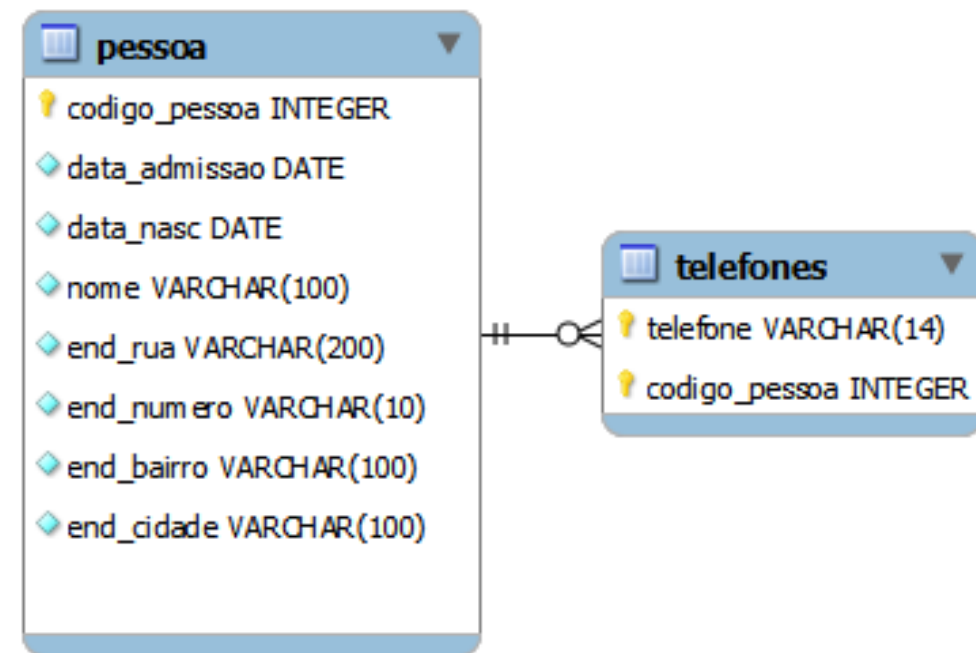 pessoa
codigo_pessoa INTEGER
data_admissao DATE
data_nasc DATE
nome VARCHAR(100)
end_rua VARCHAR(200)
end_numero VARCHAR(10)
end_bairro VARCHAR(100)
end_cidade VARCHAR(100)
telefones
telefone VARCHAR(14)
codigo_pessoa INTEGER